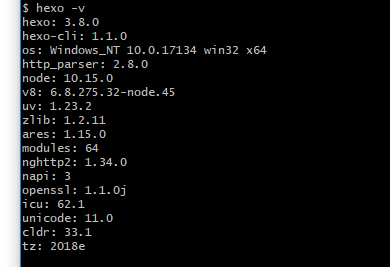 $ hexo -v
hexo: 3.8.0
hexo-cli: 1.1.0
os: Windows_NT 10.0.17134 win32 x64
http_parser: 2.8.0
node: 10.15.0
v8: 6.8.275.32-node.45
uv: 1.23.2
zlib: 1.2.11
ares: 1.15.0
modules: 64
nghttp2: 1.34.0
napi: 3
openssl: 1.1.0j
icu: 62.1
unicode: 11.0
cldr: 33.1
tz: 2018e